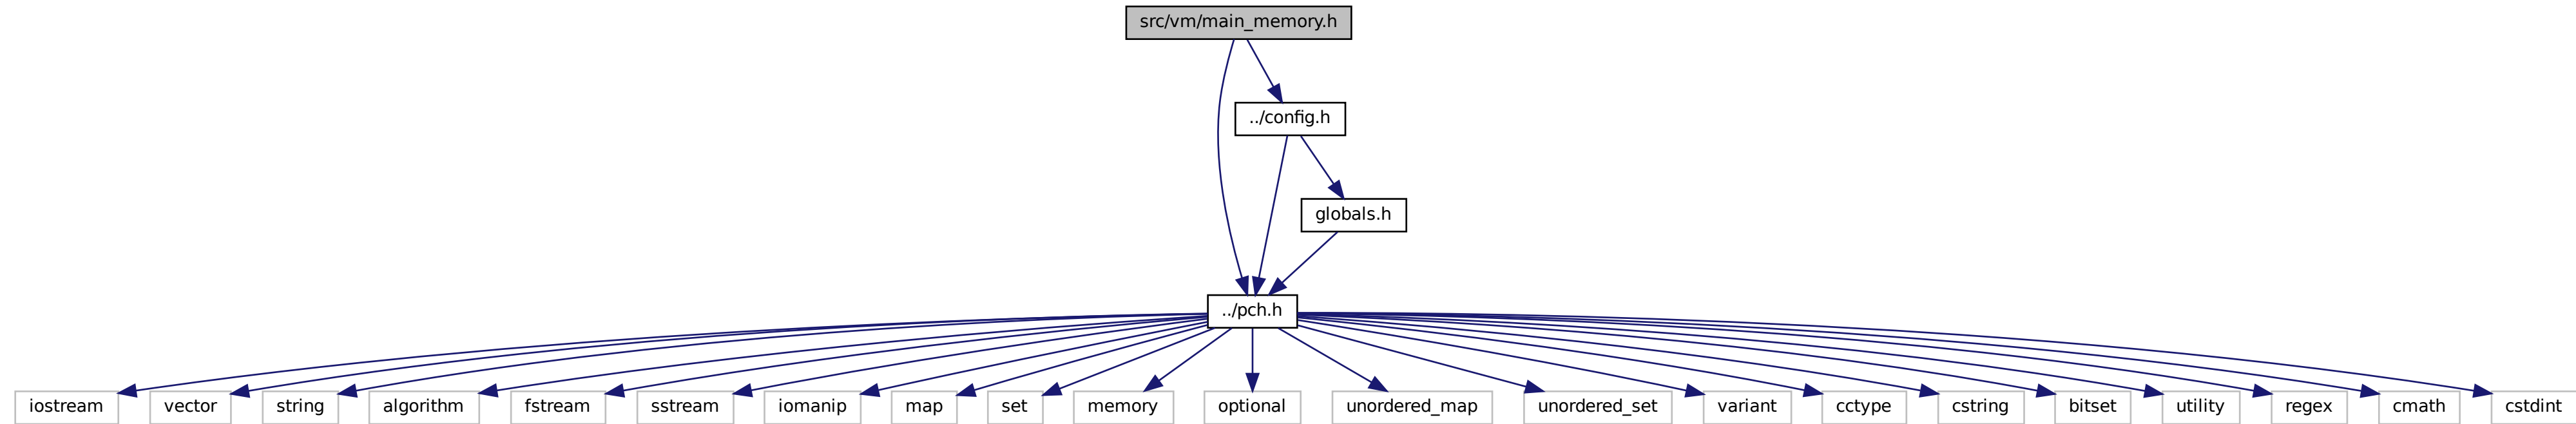 src/vm/main_memory.h
../config.h
globals.h
../pch.h
iostream
vector
string
algorithm
fstream
sstream
iomanip
map
set
memory
optional
unordered_map
unordered_set
variant
cctype
cstring
bitset
utility
regex
cmath
cstdint